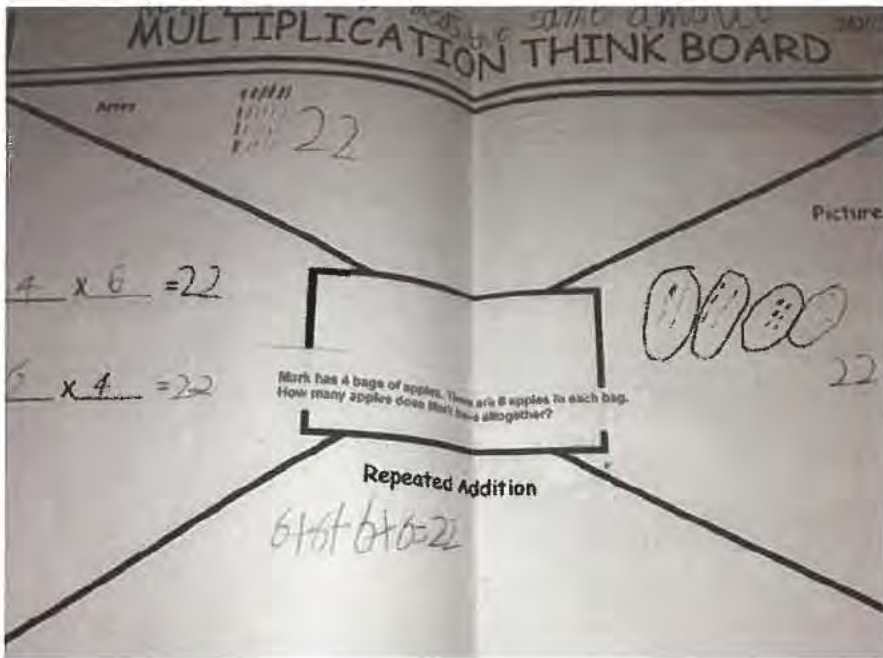 same amount
MULTIPLICATION THINK BOARD
Array
22
Picture
4 x 6 = 22
x 4 = 22
22
Mark has 4 bags of apples. There are 6 apples in each bag.
How many apples does Mark have altogether?
Repeated Addition
6+6+6+6=22